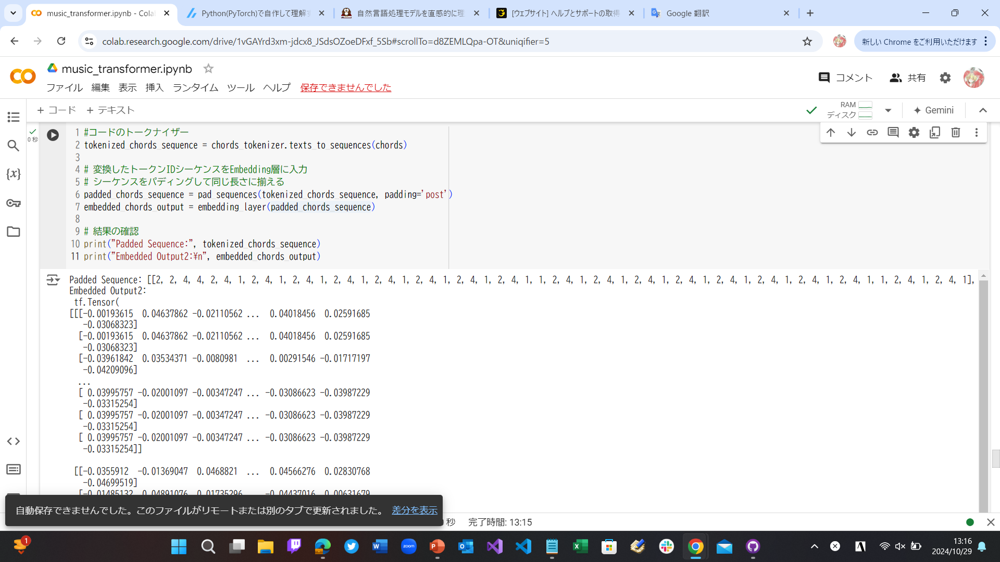 music_transformer.ipynb - Cola
Python(PyTorch)で自作して理解す
自然言語処理モデルを直感的に理
[ウェブサイト] ヘルプとサポートの取得
Google 翻訳
colab.research.google.com/drive/1vGAYrd3xm-jdcx8_JSdsOZoeDFxf_5Sb#scrollTo=d8ZEMLQpa-OT&uniqifier=5
新しい Chrome をご利用いただけます
music_transformer.ipynb
ファイル 編集 表示 挿入 ランタイム ツール ヘルプ 保存できませんでした
コメント 共有
+ コード + テキスト
RAM
ディスク
Gemini
0 秒
1 #コードのトークナイザー
2 tokenized_chords_sequence = chords_tokenizer.texts_to_sequences(chords)
3
4 # 変換したトークンIDシーケンスをEmbedding層に入力
5 # シーケンスをパディングして同じ長さに揃える
6 padded_chords_sequence = pad_sequences(tokenized_chords_sequence, padding='post')
7 embedded_chords_output = embedding_layer(padded_chords_sequence)
8
9 # 結果の確認
10 print("Padded Sequence:", tokenized_chords_sequence)
11 print("Embedded Output2:¥n", embedded_chords_output)
Padded Sequence: [[2, 2, 4, 4, 2, 4, 1, 2, 4, 1, 2, 4, 1, 2, 4, 1, 2, 4, 1, 2, 4, 1, 2, 4, 1, 2, 4, 1, 1, 2, 4, 1, 2, 4, 1, 2, 4, 1, 2, 4, 1, 2, 4, 1, 2, 4, 1, 2, 4, 1, 2, 4, 1, 1, 2, 4, 1, 2, 4, 1],
Embedded Output2:
tf.Tensor(
[[[-0.00193615 0.04637862 -0.02110562 ... 0.04018456 0.02591685
-0.03068323]
[-0.00193615 0.04637862 -0.02110562 ... 0.04018456 0.02591685
-0.03068323]
[-0.03961842 0.03534371 -0.0080981 ... 0.00291546 -0.01717197
-0.04209096]
...
[ 0.03995757 -0.02001097 -0.00347247 ... -0.03086623 -0.03987229
-0.03315254]
[ 0.03995757 -0.02001097 -0.00347247 ... -0.03086623 -0.03987229
-0.03315254]
[ 0.03995757 -0.02001097 -0.00347247 ... -0.03086623 -0.03987229
-0.03315254]]
[[-0.0355912 -0.01369047 0.0468821 ... 0.04566276 0.02830768
-0.04699519]
[-0.01485132 0.04891076 0.01735296 ... -0.04437016 0.00631679
自動保存できませんでした。このファイルがリモートまたは別のタブで更新されました。 差分を表示
秒 完了時間: 13:15
1
zoom
13:16
2024/10/29